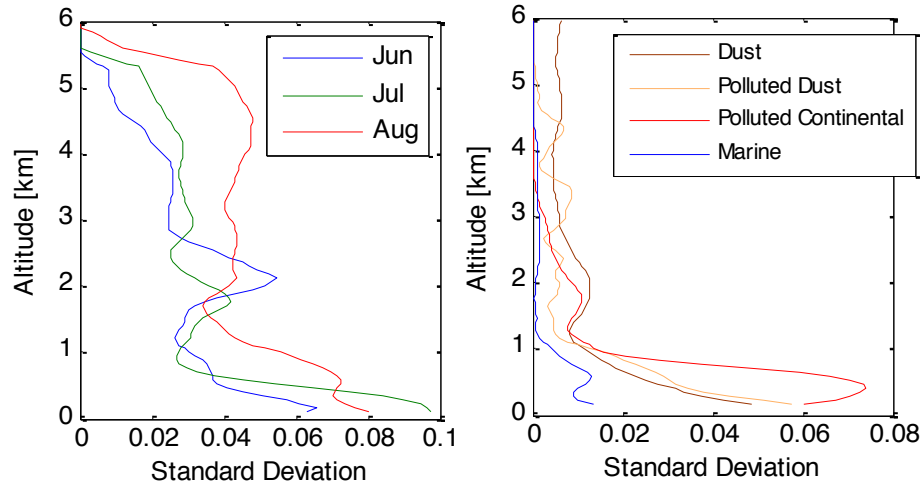 6
5
4
3
2
1
0
Altitude [km]
0
0.02
0.04
0.06
0.08
0.1
Standard Deviation
Jun
Jul
Aug
6
5
4
3
2
1
0
Altitude [km]
0
0.02
0.04
0.06
0.08
Standard Deviation
Dust
Polluted Dust
Polluted Continental
Marine